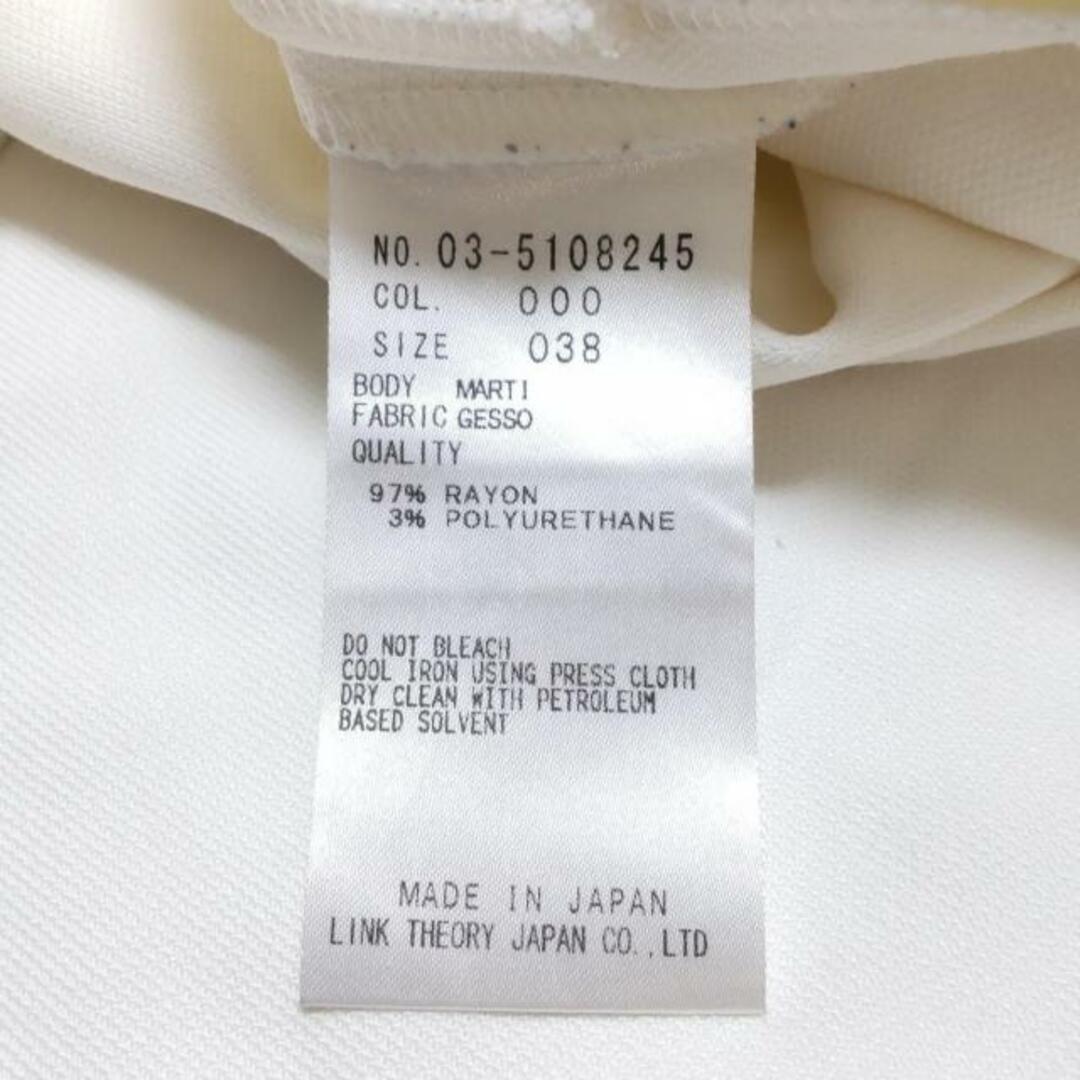 NO. 03-5108245
COL. 000
SIZE 038
BODY MARTI
FABRIC GESSO
QUALITY
97% RAYON
3% POLYURETHANE
DO NOT BLEACH
COOL IRON USING PRESS CLOTH
DRY CLEAN WITH PETROLEUM
BASED SOLVENT
MADE IN JAPAN
LINK THEORY JAPAN CO.,LTD